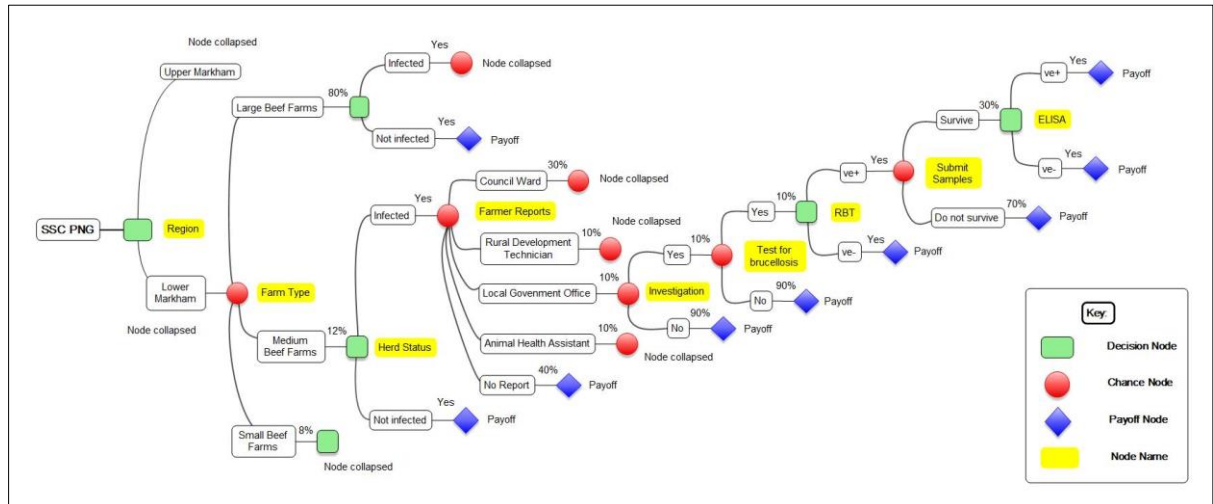 Node collapsed
Upper Markham
SSC PNG
Region
Lower
Markham
Node collapsed
Farm Type
Large Beef Farms
80%
Infected
Yes
Node collapsed
Not infected
Yes
Payoff
Medium
Beef Farms
12%
Herd Status
Small Beef
Farms
8%
Node collapsed
Infected
Yes
Farmer Reports
Not infected
Yes
Payoff
Council Ward
30%
Node collapsed
Rural Development
Technician
10%
Node collapsed
Local Govenment Office
10%
Investigation
Animal Health Assistant
10%
Node collapsed
No Report
40%
Payoff
Yes
10%
Test for
brucellosis
No
90%
Payoff
Yes
10%
RBT
No
90%
Payoff
ve+
Yes
Submit
Samples
ve-
Yes
Payoff
Survive
30%
ELISA
Do not survive
70%
Payoff
ve+
Yes
Payoff
ve-
Yes
Payoff
Key:
Decision Node
Chance Node
Payoff Node
Node Name